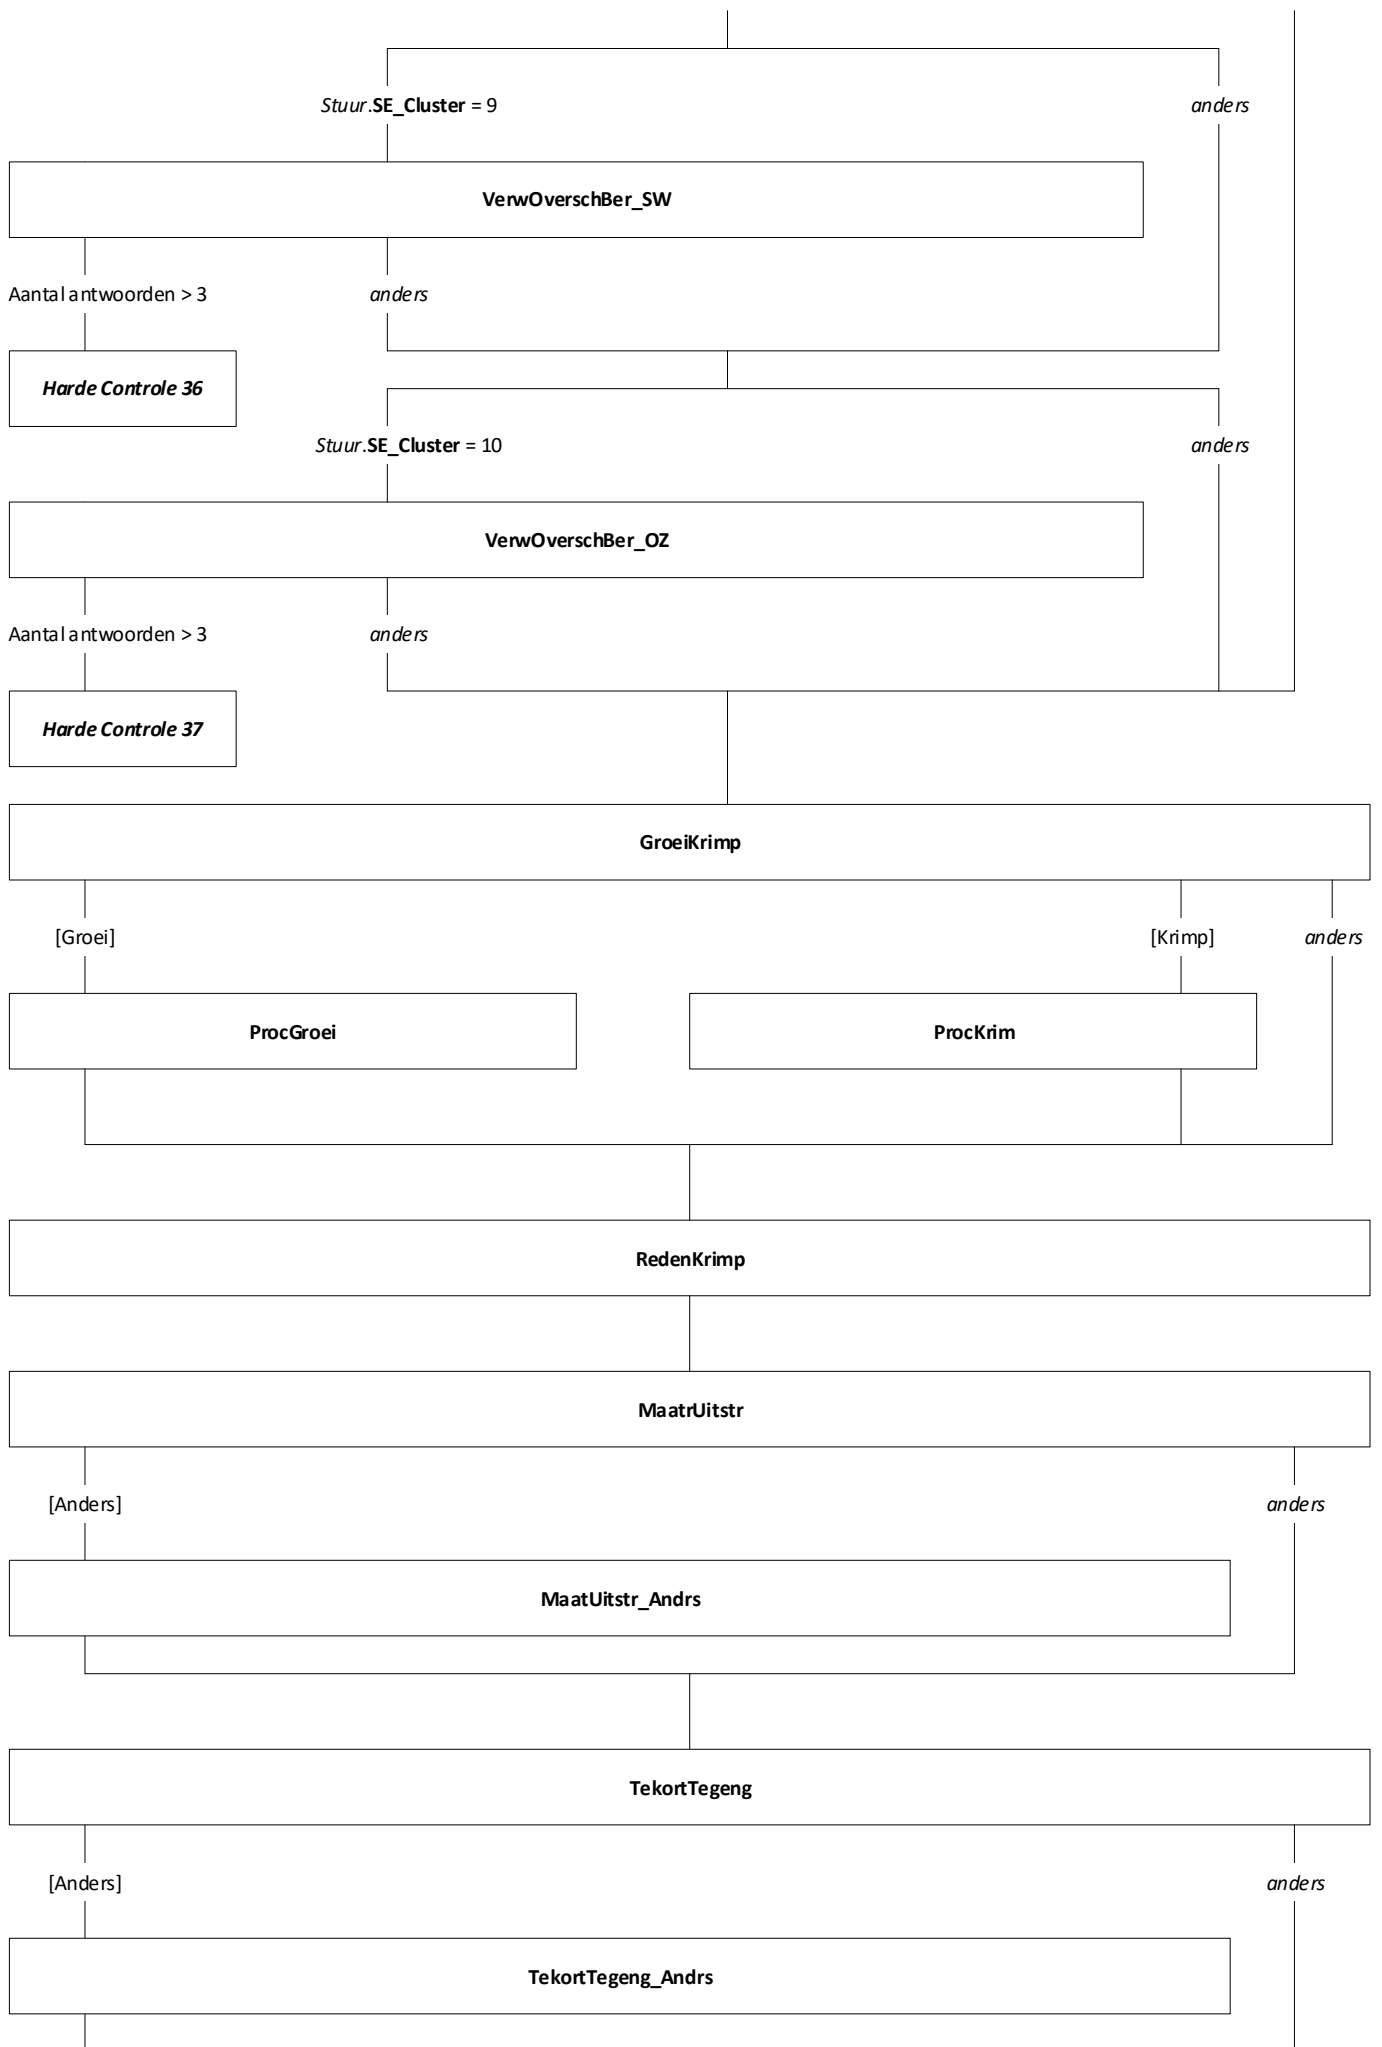 Stuur.SE_Cluster = 9 anders
VerwOverschBer_SW
Aantal antwoorden > 3 anders
Harde Controle 36
Stuur.SE_Cluster = 10 anders
VerwOverschBer_OZ
Aantal antwoorden > 3 anders
Harde Controle 37
GroeiKrimp
[Groei] [Krimp] anders
ProcGroei ProcKrim
RedenKrimp
MaatrUitstr
[Anders] anders
MaatUitstr_Andrs
TekortTegeng
[Anders] anders
TekortTegeng_Andrs